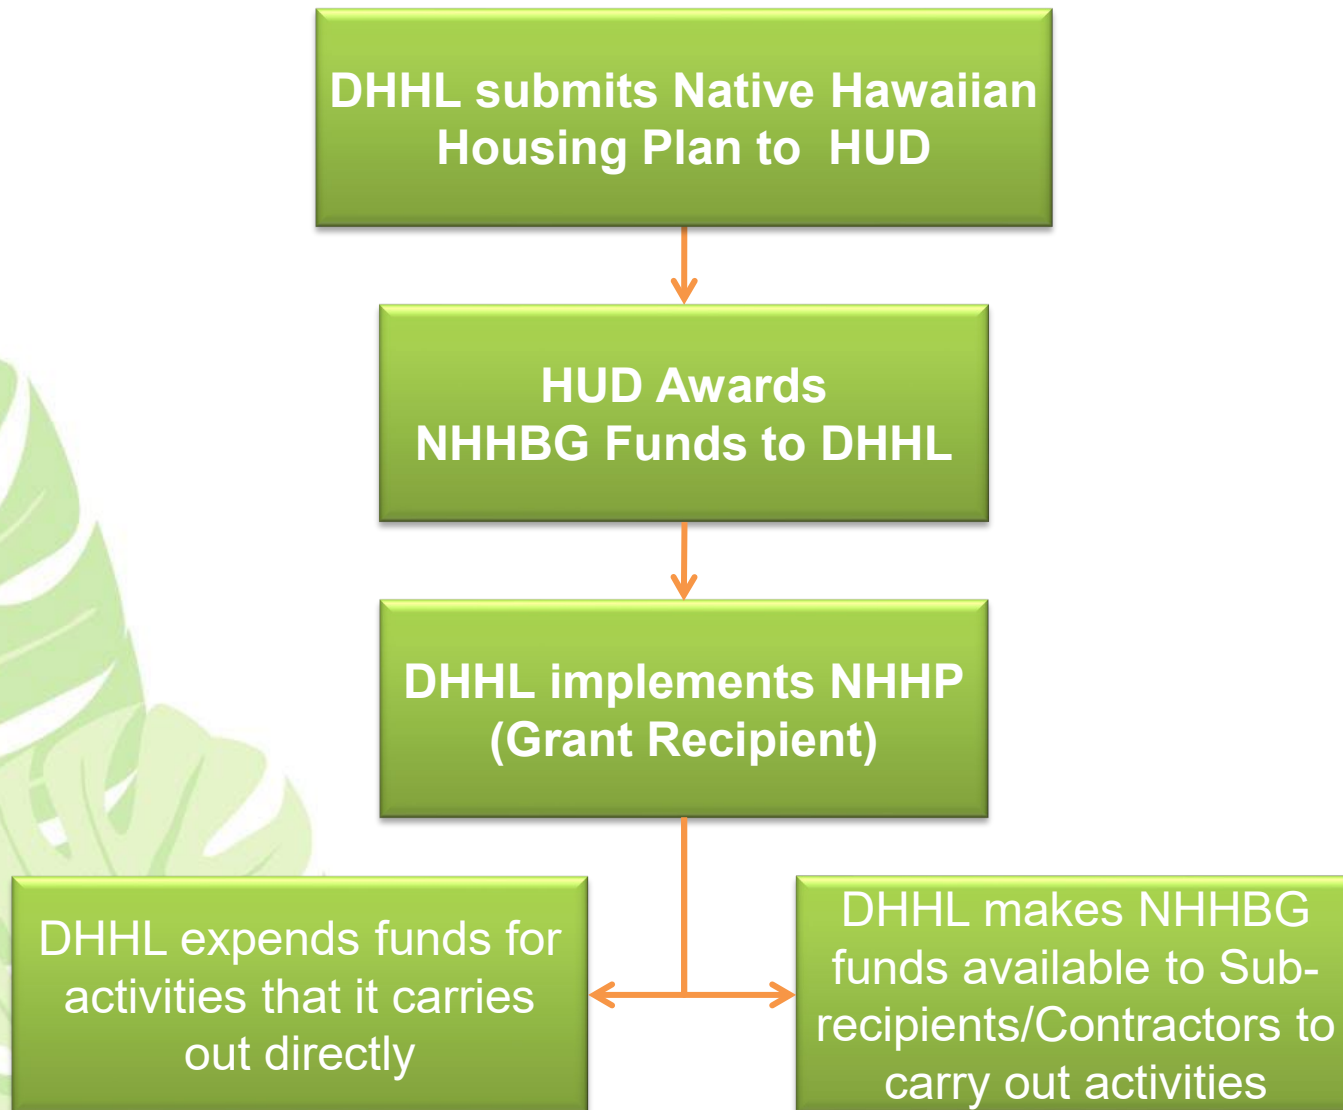 DHHL submits Native Hawaiian
Housing Plan to HUD
HUD Awards
NHHBG Funds to DHHL
DHHL implements NHHP
(Grant Recipient)
DHHL expends funds for
activities that it carries
out directly
DHHL makes NHHBG
funds available to Sub-
recipients/Contractors to
carry out activities